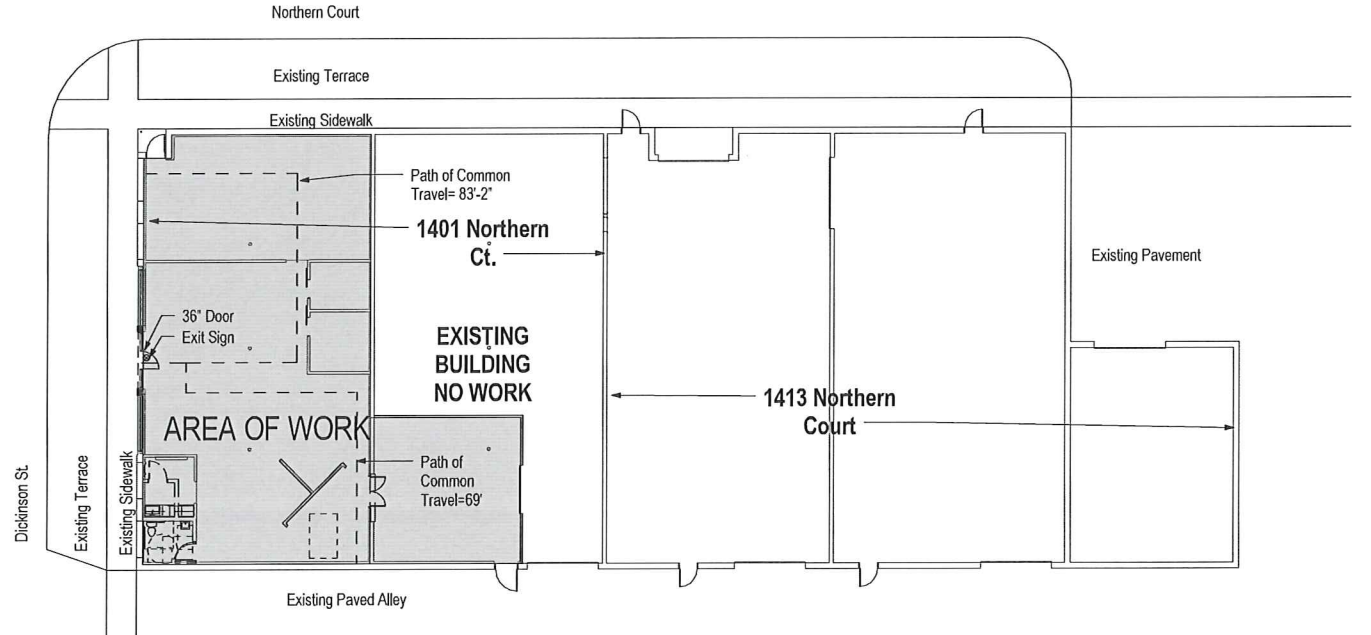 Northern Court
Existing Terrace
Existing Sidewalk
Path of Common
Travel= 83'-2"
1401 Northern
Ct.
Existing Pavement
36" Door
Exit Sign
EXISTING
BUILDING
NO WORK
1413 Northern
Court
AREA OF WORK
Path of
Common
Travel=69'
Dickinson St.
Existing Terrace
Existing Sidewalk
Existing Paved Alley